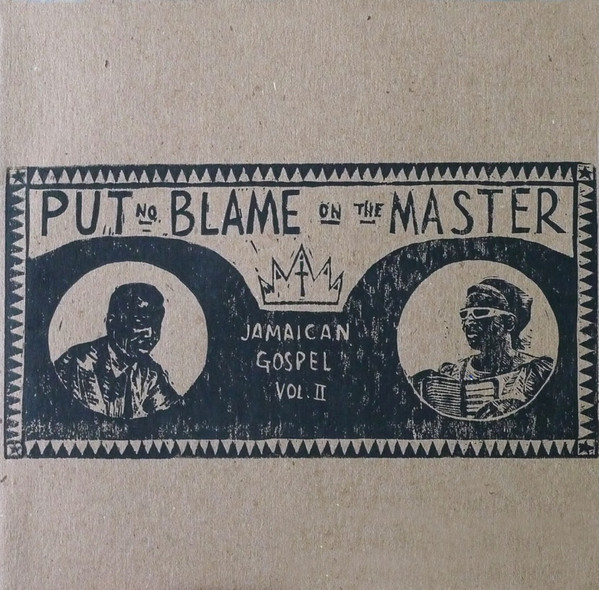 PUT NO. BLAME ON THE MASTER
JAMAICAN
GOSPEL
VOL. II